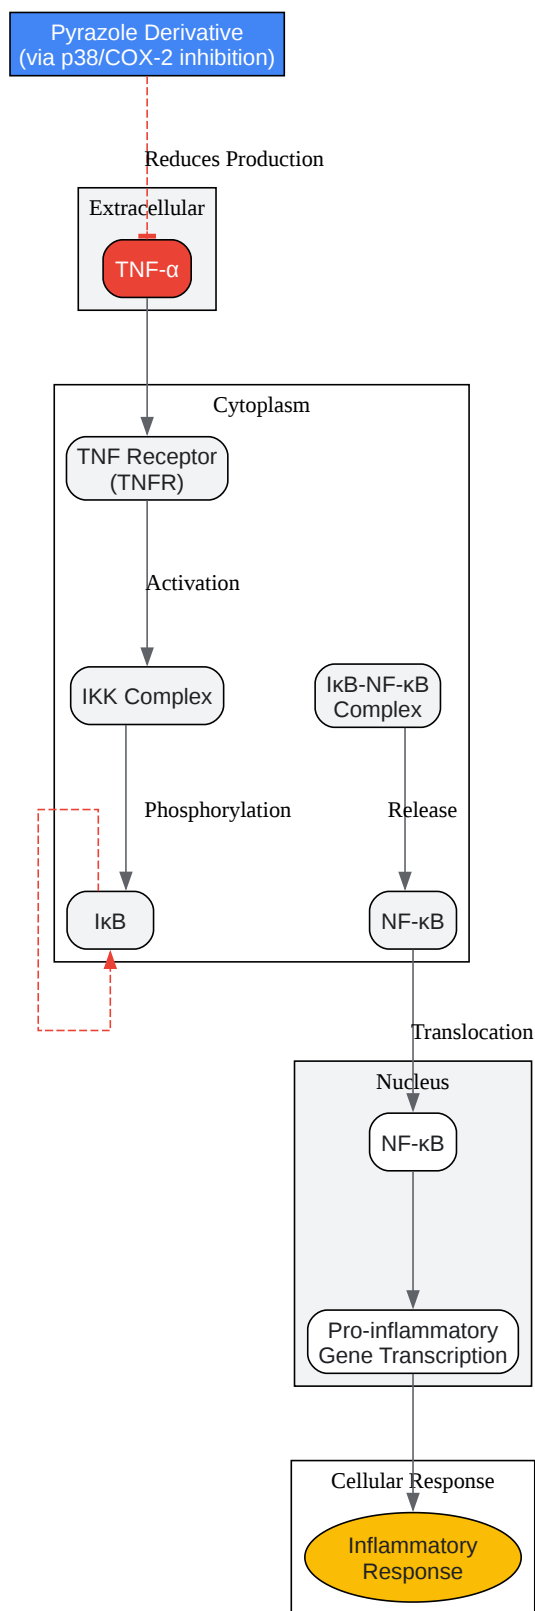 Pyrazole Derivative
(via p38/COX-2 inhibition)
Reduces Production
Extracellular
TNF-α
Cytoplasm
TNF Receptor
(TNFR)
Activation
IKK Complex
IκB-NF-κB
Complex
Phosphorylation
Release
IκB
NF-κB
Translocation
Nucleus
NF-κB
Pro-inflammatory
Gene Transcription
Cellular Response
Inflammatory
Response